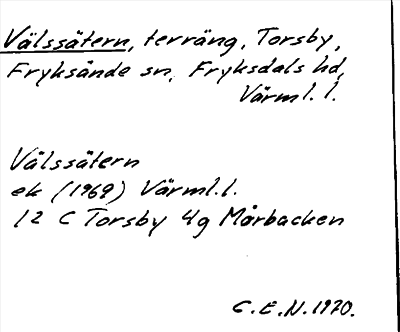 Välssätern, terräng, Torsby,
Fryksände sn, Fryksdals hd,
Värml. l.
Välssätern
ek (1969) Värml. l.
12 C Torsby 4g Mårbacken
C.E.N. 1970.